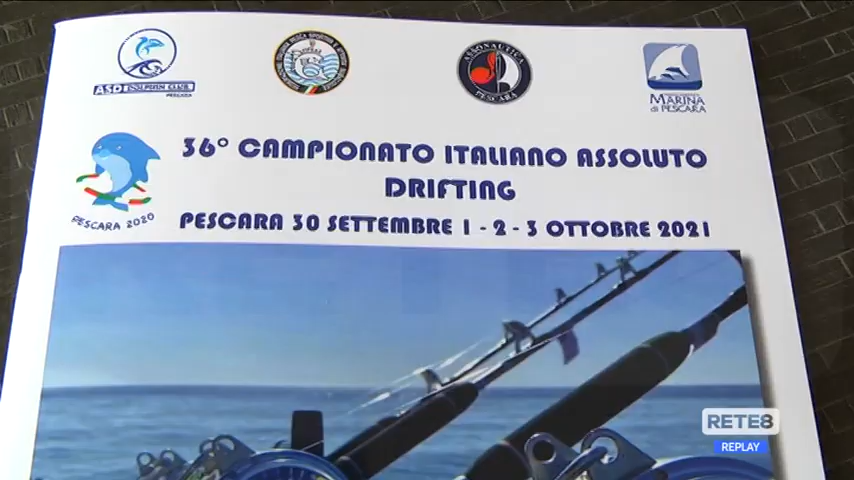 ASD DOLPHIN CLUB
PESCARA
ASSONAUTICA
PESCARA
MARINA
di PESCARA
36° CAMPIONATO ITALIANO ASSOLUTO
DRIFTING
PESCARA 2020
PESCARA 30 SETTEMBRE 1 - 2 - 3 OTTOBRE 2021
RETE8
REPLAY